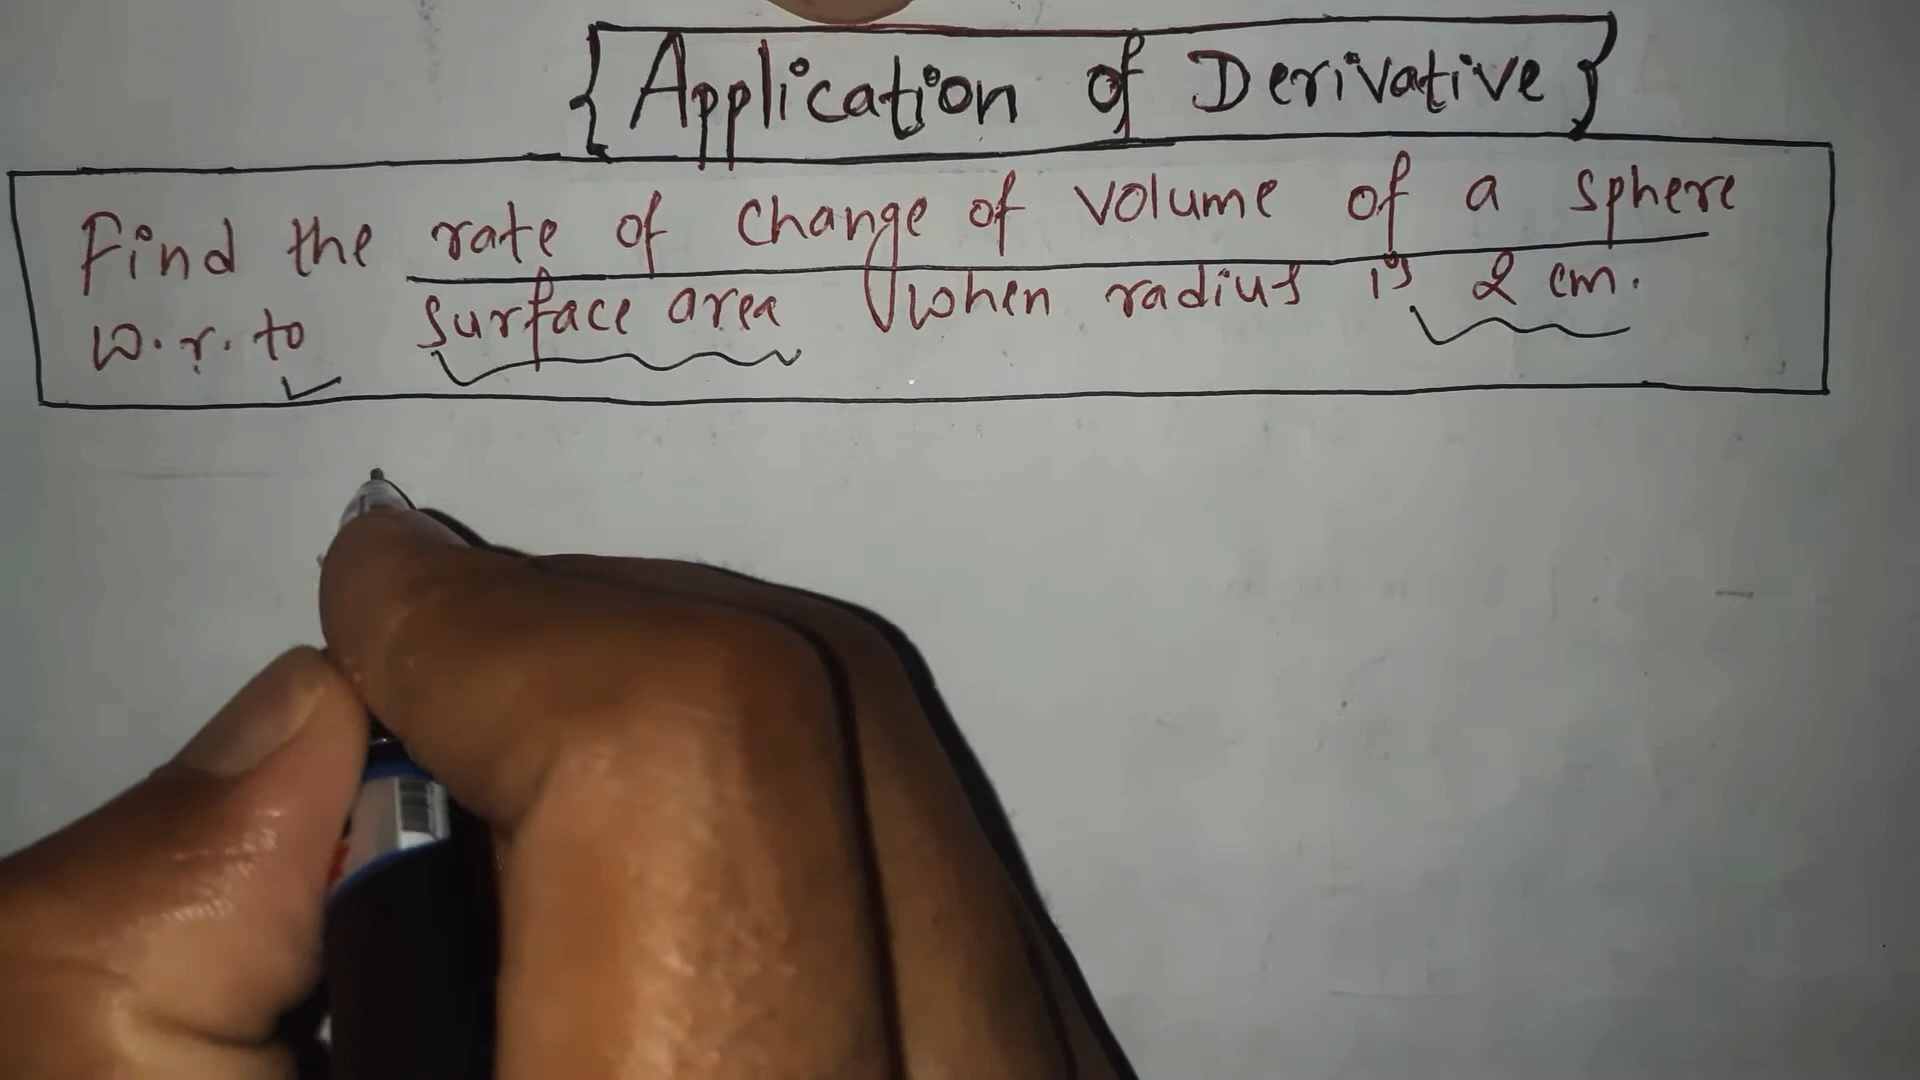 {Application of Derivative}
Find the rate of change of volume of a sphere
w.r. to surface area when radius is 2 cm.